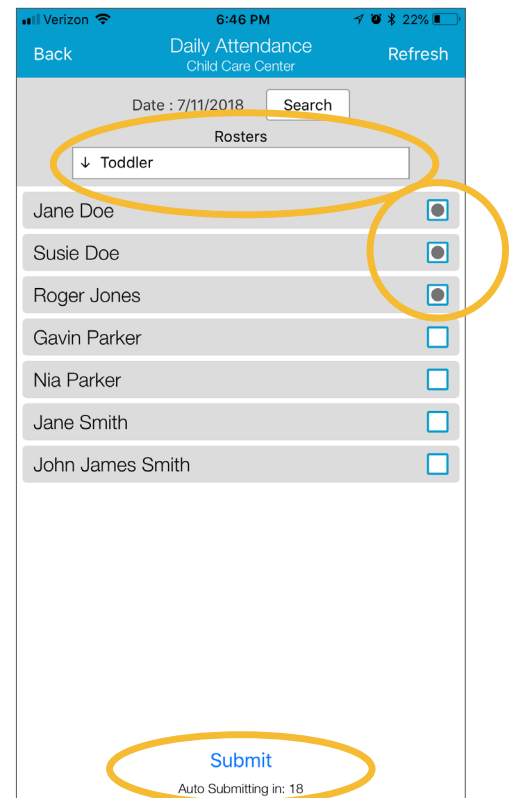 Verizon 6:46 PM 22%
Back Daily Attendance Refresh
Child Care Center
Date : 7/11/2018 Search
Rosters
↓ Toddler
Jane Doe
Susie Doe
Roger Jones
Gavin Parker
Nia Parker
Jane Smith
John James Smith
Submit
Auto Submitting in: 18